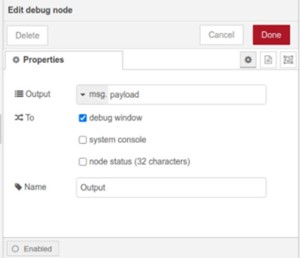 Edit debug node
Delete
Cancel
Done
Properties
Output
msg. payload
To
debug window
system console
node status (32 characters)
Name
Output
Enabled